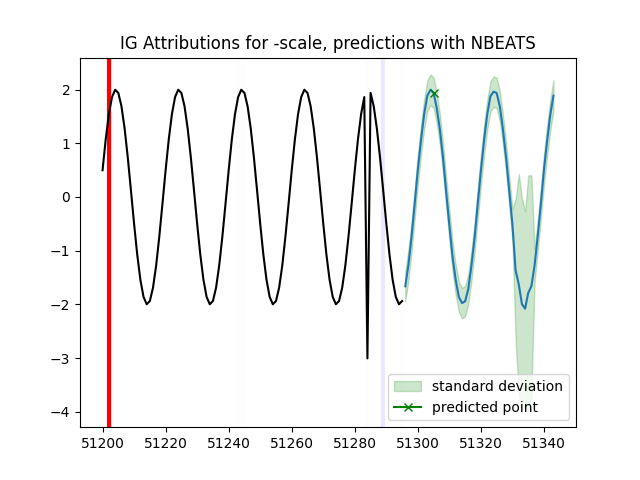 IG Attributions for -scale, predictions with NBEATS
2
1
0
−1
−2
−3
−4
standard deviation
predicted point
51200 51220 51240 51260 51280 51300 51320 51340